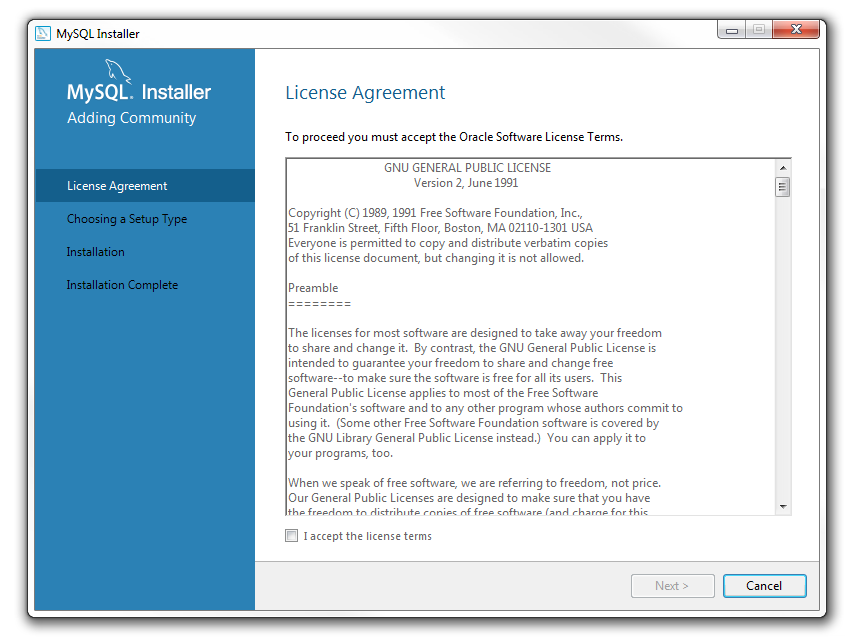 MySQL Installer
MySQL. Installer
Adding Community
License Agreement
Choosing a Setup Type
Installation
Installation Complete
License Agreement
To proceed you must accept the Oracle Software License Terms.
GNU GENERAL PUBLIC LICENSE
Version 2, June 1991
Copyright (C) 1989, 1991 Free Software Foundation, Inc.,
51 Franklin Street, Fifth Floor, Boston, MA 02110-1301 USA
Everyone is permitted to copy and distribute verbatim copies
of this license document, but changing it is not allowed.
Preamble
========
The licenses for most software are designed to take away your freedom
to share and change it.  By contrast, the GNU General Public License is
intended to guarantee your freedom to share and change free
software--to make sure the software is free for all its users.  This
General Public License applies to most of the Free Software
Foundation's software and to any other program whose authors commit to
using it.  (Some other Free Software Foundation software is covered by
the GNU Library General Public License instead.)  You can apply it to
your programs, too.
When we speak of free software, we are referring to freedom, not price.
Our General Public Licenses are designed to make sure that you have
the freedom to distribute copies of free software (and charge for this
I accept the license terms
Next >
Cancel